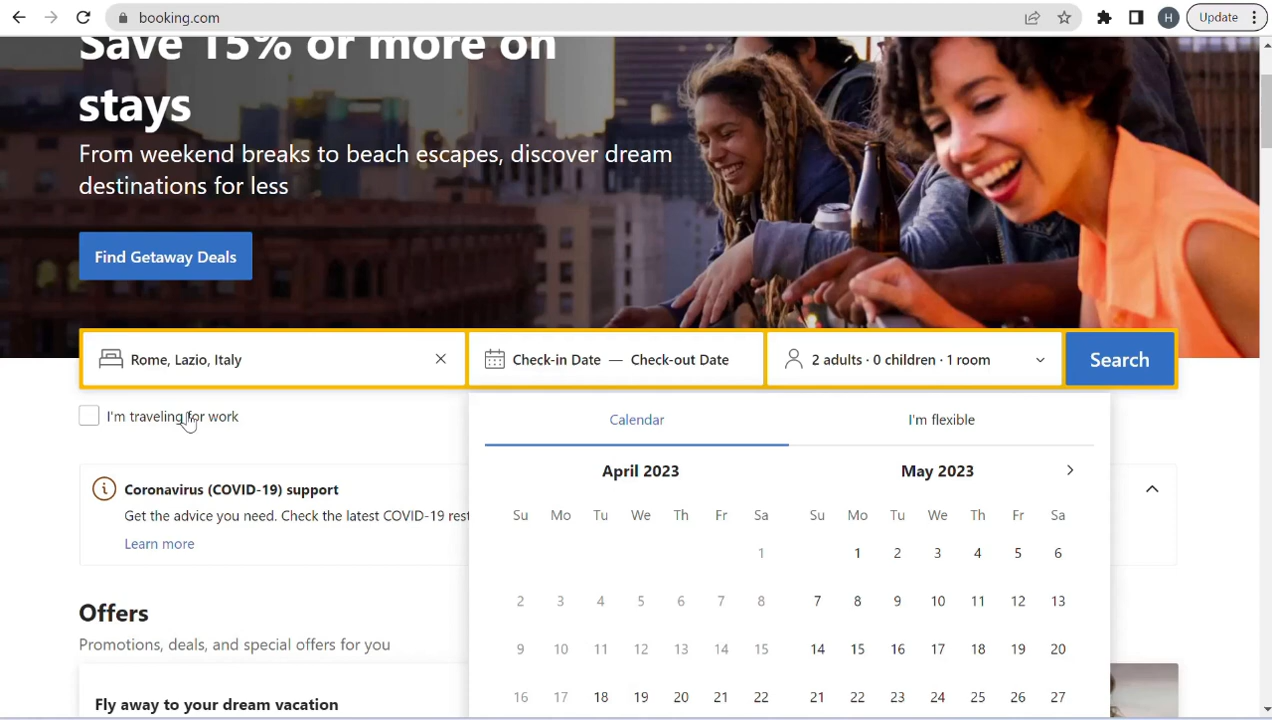 booking.com
H
Update
Save 15% or more on
stays
From weekend breaks to beach escapes, discover dream
destinations for less
Find Getaway Deals
Rome, Lazio, Italy
Check-in Date — Check-out Date
2 adults · 0 children · 1 room
Search
I'm traveling for work
Calendar
I'm flexible
Coronavirus (COVID-19) support
Get the advice you need. Check the latest COVID-19 rest
Learn more
April 2023
Su Mo Tu We Th Fr Sa
1
2 3 4 5 6 7 8
9 10 11 12 13 14 15
16 17 18 19 20 21 22
May 2023
Su Mo Tu We Th Fr Sa
1 2 3 4 5 6
7 8 9 10 11 12 13
14 15 16 17 18 19 20
21 22 23 24 25 26 27
Offers
Promotions, deals, and special offers for you
Fly away to your dream vacation